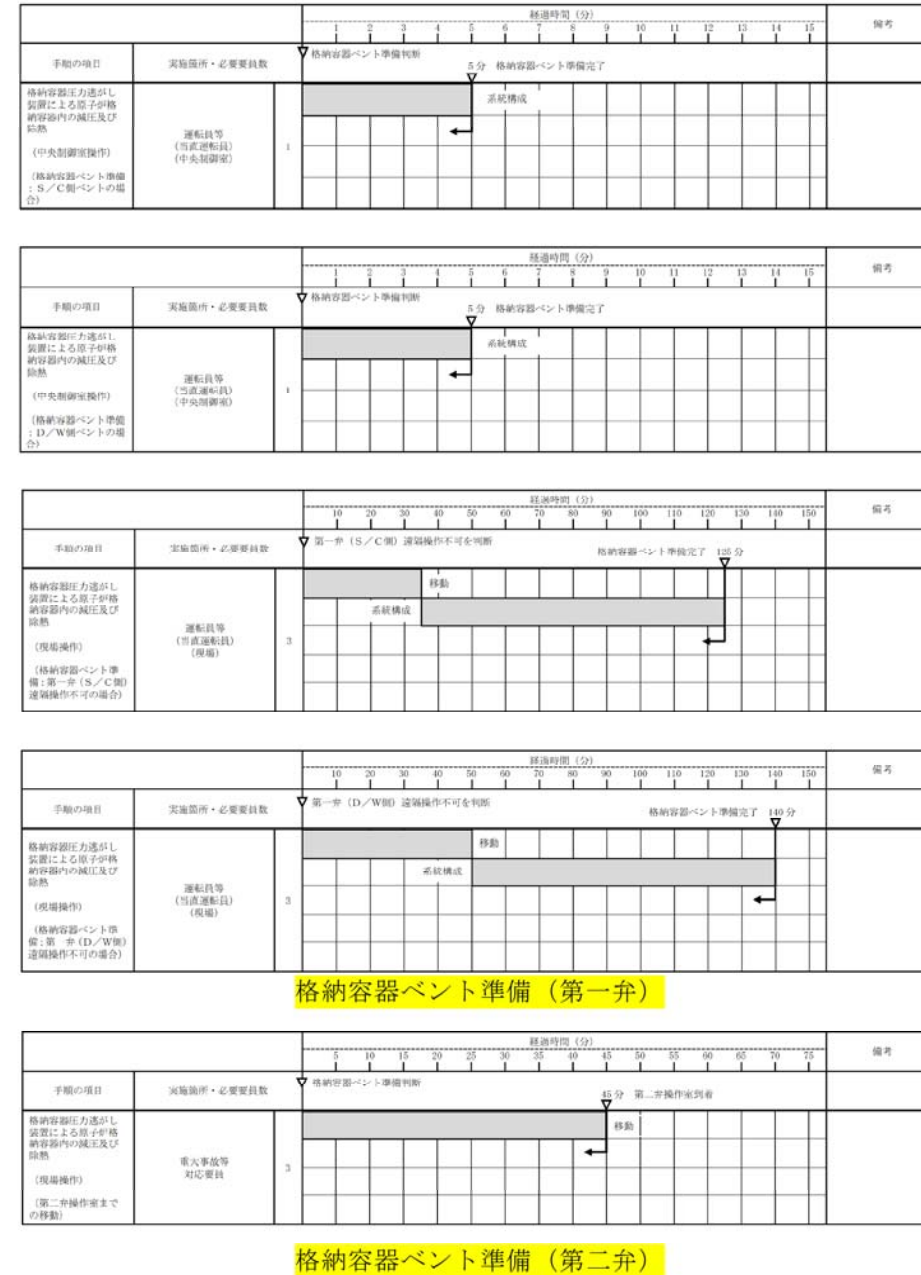 経過時間（分）
1 2 3 4 5 6 7 8 9 10 11 12 13 14 15
備考
手順の項目
実施箇所・必要要員数
格納容器ベント準備判断
5分 格納容器ベント準備完了
格納容器圧力逃がし
装置による原子炉格
納容器内の減圧及び
除熱
（中央制御室操作）
（格納容器ベント準備
：Ｓ／Ｃ側ベントの場
合）
運転員等
（当直運転員）
（中央制御室）
1
系統構成
経過時間（分）
1 2 3 4 5 6 7 8 9 10 11 12 13 14 15
備考
手順の項目
実施箇所・必要要員数
格納容器ベント準備判断
5分 格納容器ベント準備完了
格納容器圧力逃がし
装置による原子炉格
納容器内の減圧及び
除熱
（中央制御室操作）
（格納容器ベント準備
：Ｄ／Ｗ側ベントの場
合）
運転員等
（当直運転員）
（中央制御室）
1
系統構成
経過時間（分）
10 20 30 40 50 60 70 80 90 100 110 120 130 140 150
備考
手順の項目
実施箇所・必要要員数
第一弁（Ｓ／Ｃ側）遠隔操作不可を判断
格納容器ベント準備完了 125分
格納容器圧力逃がし
装置による原子炉格
納容器内の減圧及び
除熱
（現場操作）
（格納容器ベント準
備：第一弁（Ｓ／Ｃ側）
遠隔操作不可の場合）
運転員等
（当直運転員）
（現場）
3
移動
系統構成
経過時間（分）
10 20 30 40 50 60 70 80 90 100 110 120 130 140 150
備考
手順の項目
実施箇所・必要要員数
第一弁（Ｄ／Ｗ側）遠隔操作不可を判断
格納容器ベント準備完了 140分
格納容器圧力逃がし
装置による原子炉格
納容器内の減圧及び
除熱
（現場操作）
（格納容器ベント準
備：第一弁（Ｄ／Ｗ側）
遠隔操作不可の場合）
運転員等
（当直運転員）
（現場）
3
移動
系統構成
格納容器ベント準備（第一弁）
経過時間（分）
5 10 15 20 25 30 35 40 45 50 55 60 65 70 75
備考
手順の項目
実施箇所・必要要員数
格納容器ベント準備判断
45分 第二弁操作室到着
格納容器圧力逃がし
装置による原子炉格
納容器内の減圧及び
除熱
（現場操作）
（第二弁操作室まで
の移動）
重大事故等
対応要員
3
移動
格納容器ベント準備（第二弁）